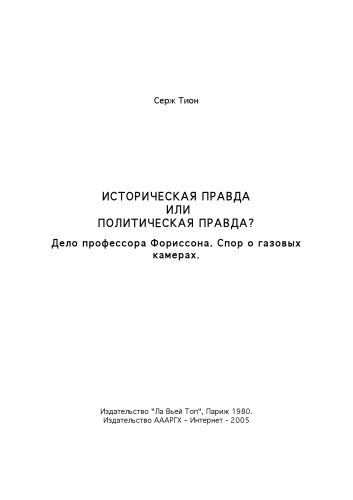 Серж Тион
ИСТОРИЧЕСКАЯ ПРАВДА
ИЛИ
ПОЛИТИЧЕСКАЯ ПРАВДА?
Дело профессора Фориссона. Спор о газовых
камерах.
Издательство "Ла Вьей Топ", Париж 1980.
Издательство АААРГХ – Интернет - 2005